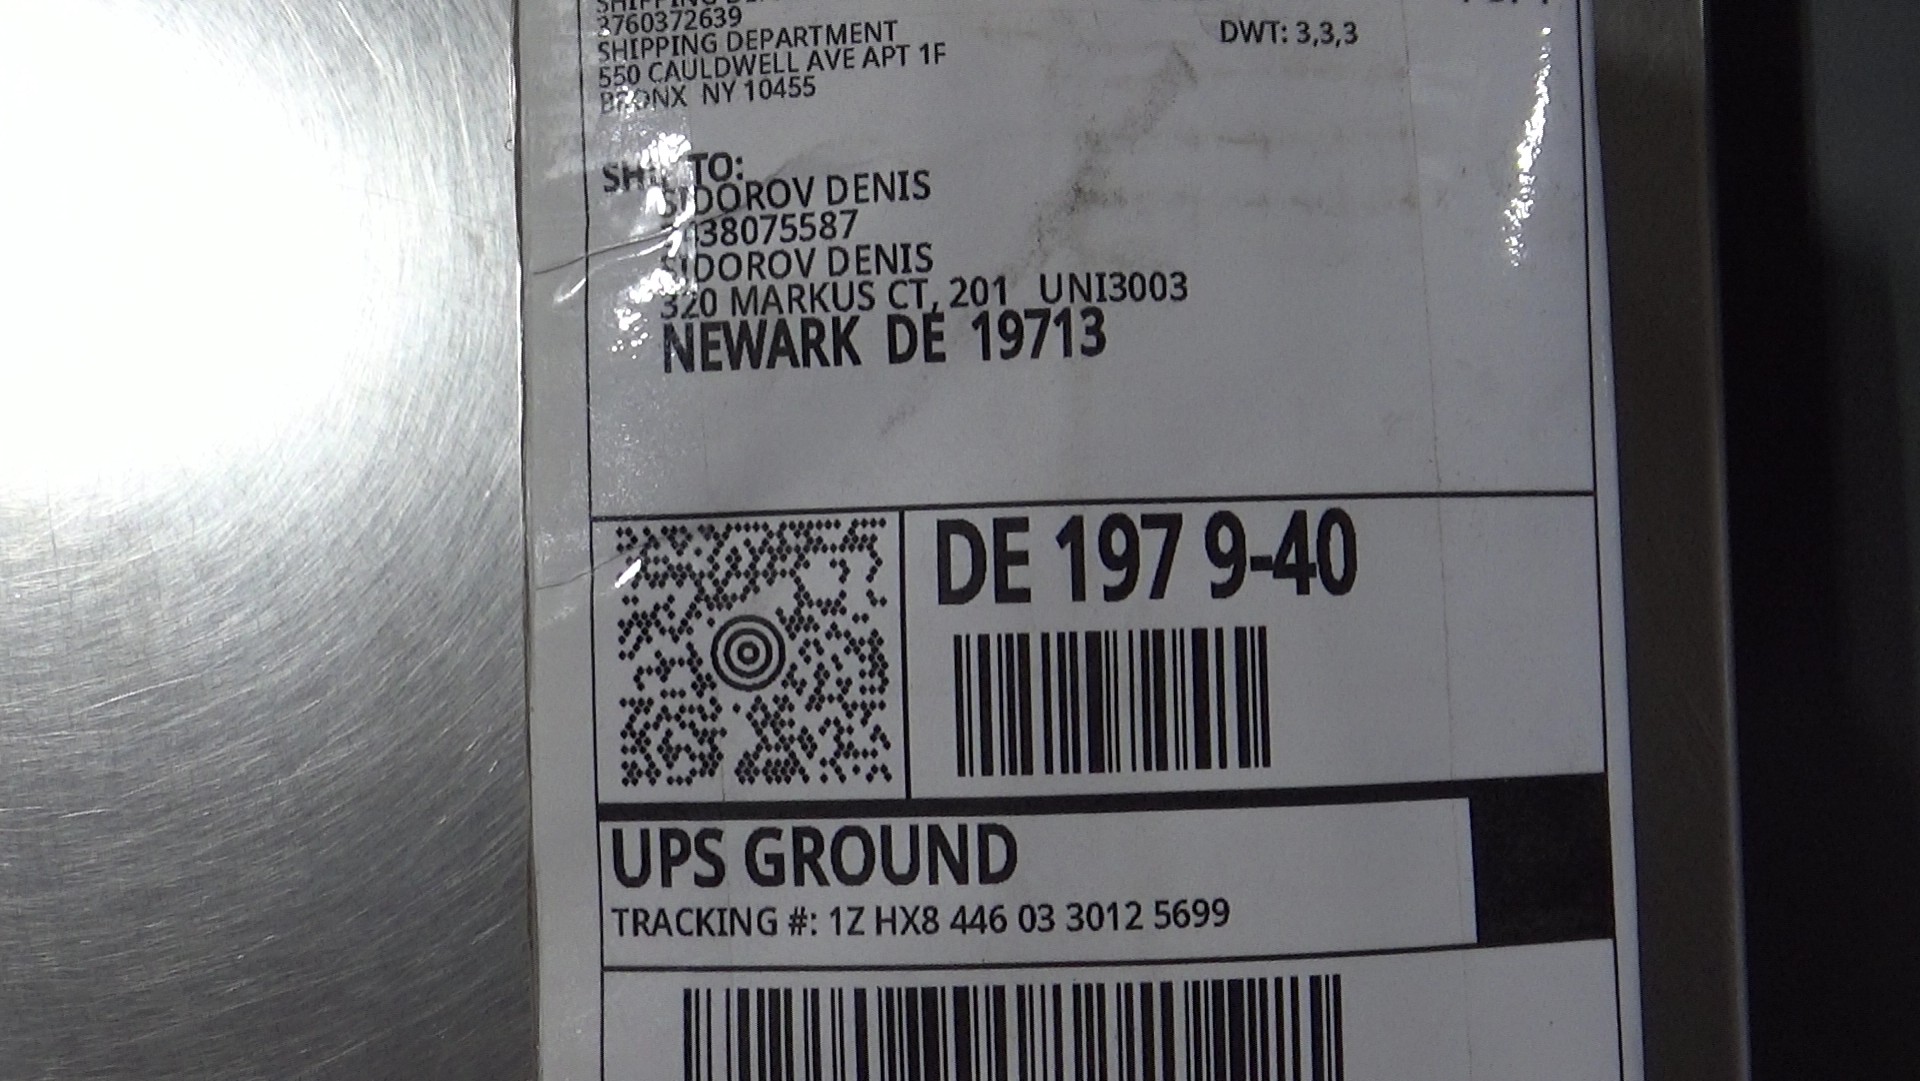 3760372639
SHIPPING DEPARTMENT
550 CAULDWELL AVE APT 1F
BRONX NY 10455
DWT: 3,3,3
SHIP TO:
SIDOROV DENIS
38075587
SIDOROV DENIS
320 MARKUS CT, 201 UNI3003
NEWARK DE 19713
DE 197 9-40
UPS GROUND
TRACKING #: 1Z HX8 446 03 3012 5699